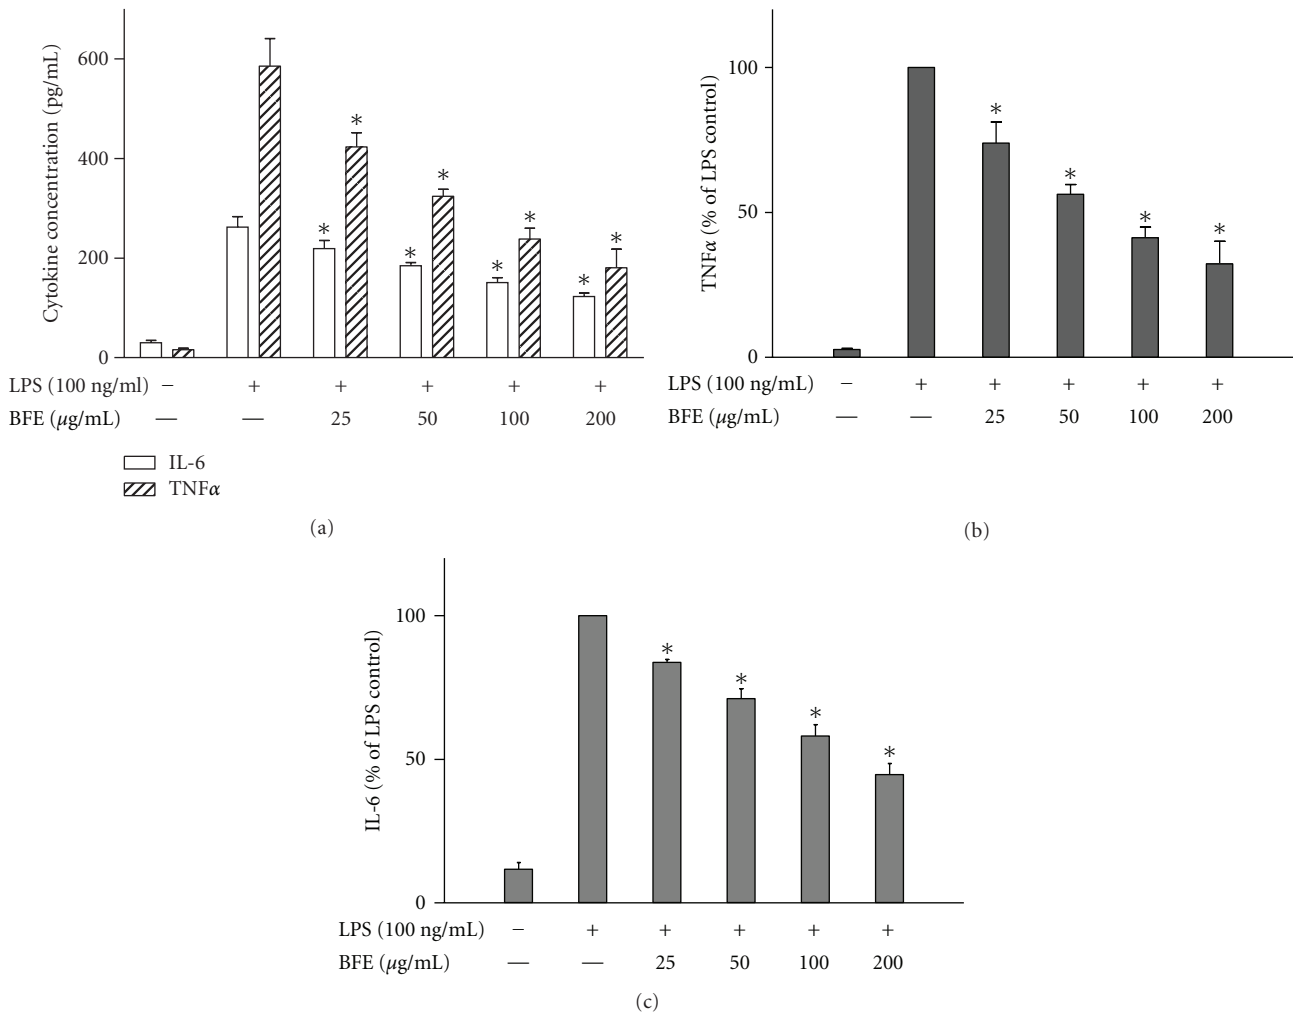 Cytokine concentration (pg/mL)
600
400
200
0
* * * * * * * *
LPS (100 ng/ml) − + + + + +
BFE (μg/mL) — — 25 50 100 200
IL-6
TNFα
(a)
TNFα (% of LPS control)
100
50
0
* * * *
LPS (100 ng/mL) − + + + + +
BFE (μg/mL) — — 25 50 100 200
(b)
IL-6 (% of LPS control)
100
50
0
* * * *
LPS (100 ng/mL) − + + + + +
BFE (μg/mL) — — 25 50 100 200
(c)